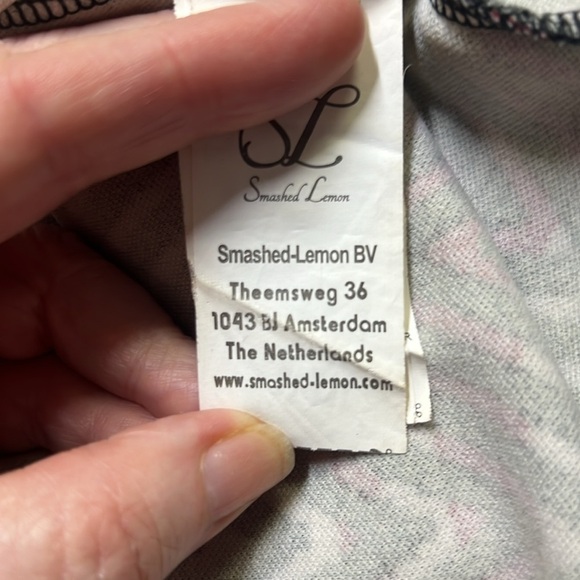 SL
Smashed Lemon
Smashed-Lemon BV
Theemsweg 36
1043 BJ Amsterdam
The Netherlands
www.smashed-lemon.com